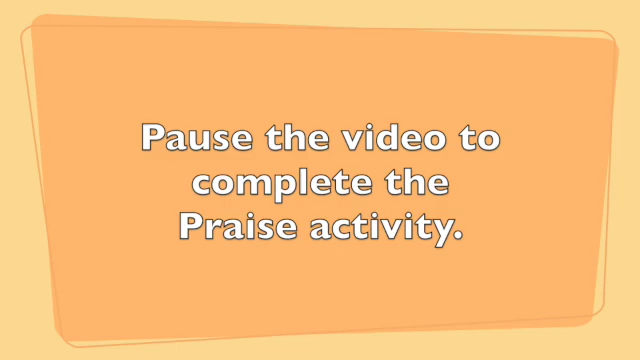 Pause the video to
complete the
Praise activity.